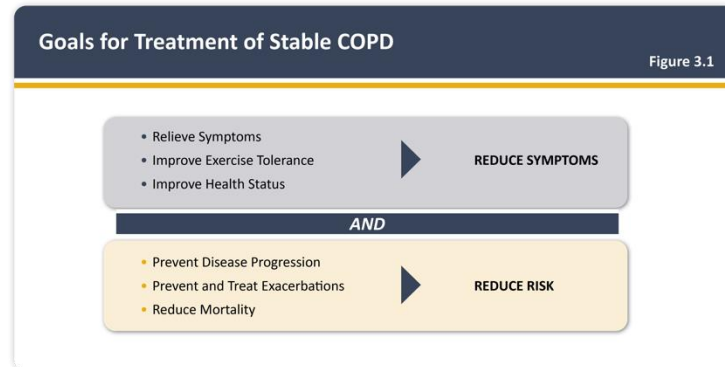 Goals for Treatment of Stable COPD
Figure 3.1
• Relieve Symptoms
• Improve Exercise Tolerance
• Improve Health Status
REDUCE SYMPTOMS
AND
• Prevent Disease Progression
• Prevent and Treat Exacerbations
• Reduce Mortality
REDUCE RISK